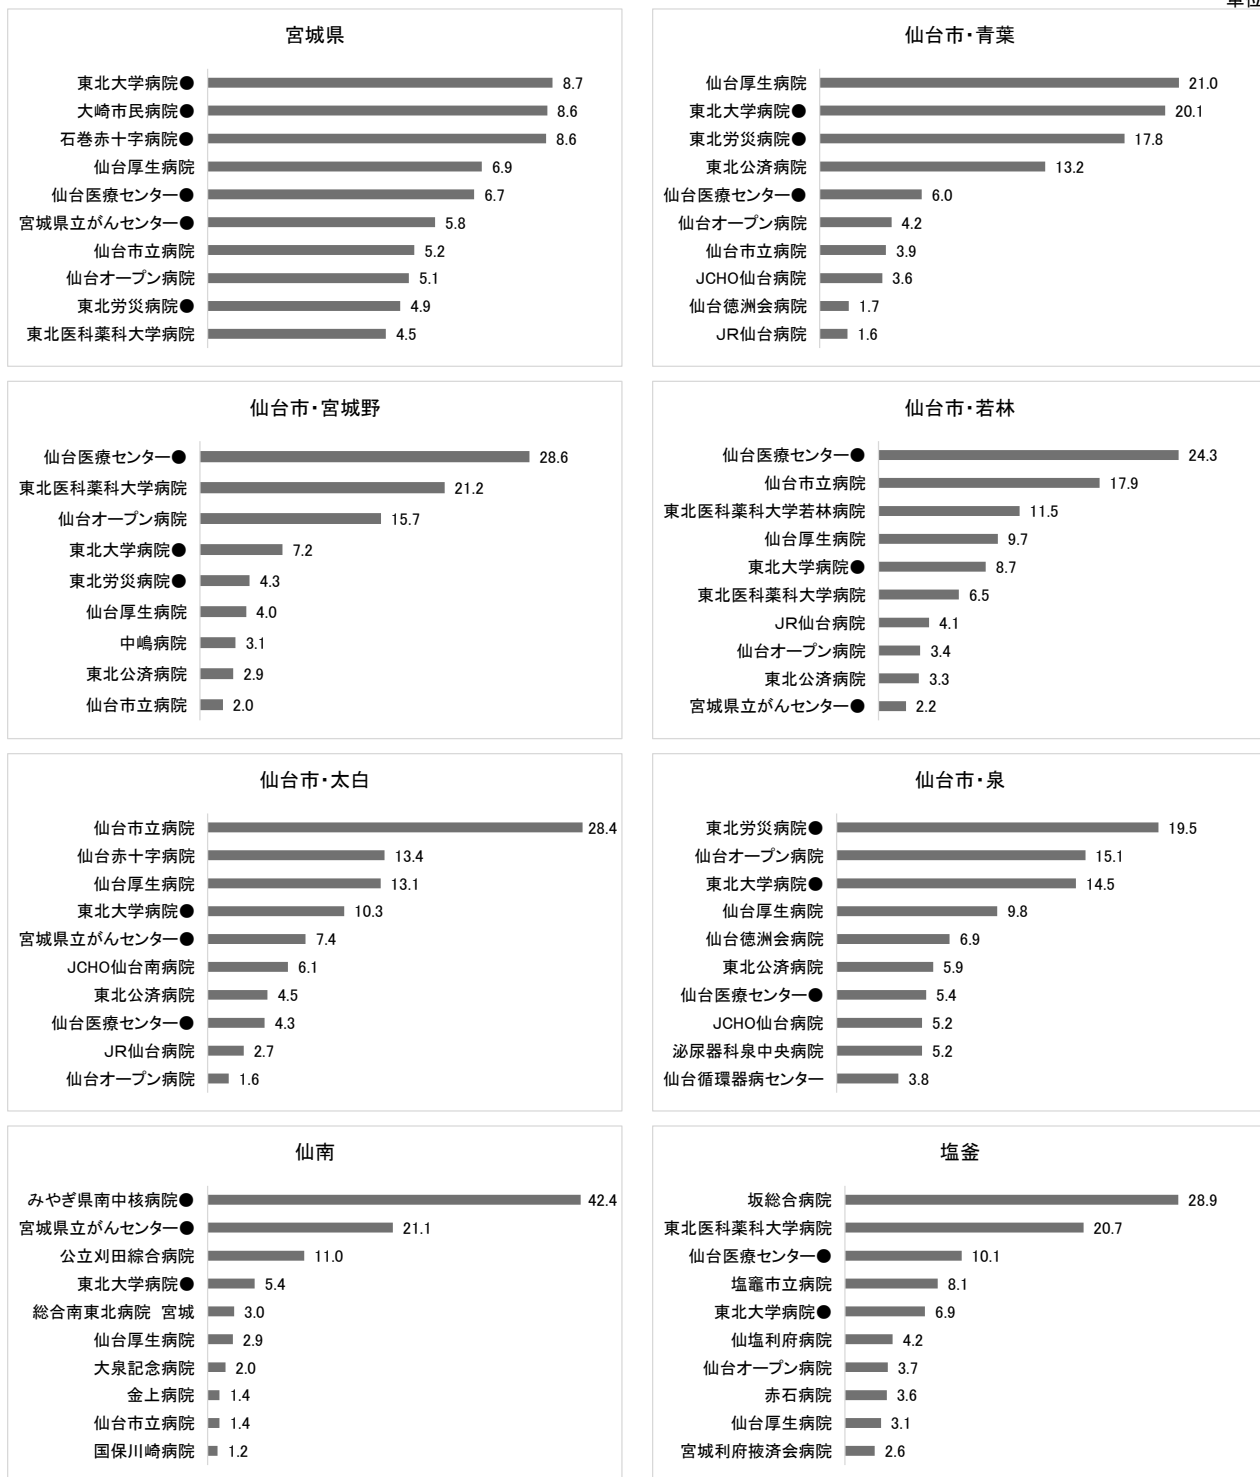 単位
宮城県
東北大学病院● 8.7
大崎市民病院● 8.6
石巻赤十字病院● 8.6
仙台厚生病院 6.9
仙台医療センター● 6.7
宮城県立がんセンター● 5.8
仙台市立病院 5.2
仙台オープン病院 5.1
東北労災病院● 4.9
東北医科薬科大学病院 4.5
仙台市・青葉
仙台厚生病院 21.0
東北大学病院● 20.1
東北労災病院● 17.8
東北公済病院 13.2
仙台医療センター● 6.0
仙台オープン病院 4.2
仙台市立病院 3.9
JCHO仙台病院 3.6
仙台徳洲会病院 1.7
JR仙台病院 1.6
仙台市・宮城野
仙台医療センター● 28.6
東北医科薬科大学病院 21.2
仙台オープン病院 15.7
東北大学病院● 7.2
東北労災病院● 4.3
仙台厚生病院 4.0
中嶋病院 3.1
東北公済病院 2.9
仙台市立病院 2.0
仙台市・若林
仙台医療センター● 24.3
仙台市立病院 17.9
東北医科薬科大学若林病院 11.5
仙台厚生病院 9.7
東北大学病院● 8.7
東北医科薬科大学病院 6.5
JR仙台病院 4.1
仙台オープン病院 3.4
東北公済病院 3.3
宮城県立がんセンター● 2.2
仙台市・太白
仙台市立病院 28.4
仙台赤十字病院 13.4
仙台厚生病院 13.1
東北大学病院● 10.3
宮城県立がんセンター● 7.4
JCHO仙台南病院 6.1
東北公済病院 4.5
仙台医療センター● 4.3
JR仙台病院 2.7
仙台オープン病院 1.6
仙台市・泉
東北労災病院● 19.5
仙台オープン病院 15.1
東北大学病院● 14.5
仙台厚生病院 9.8
仙台徳洲会病院 6.9
東北公済病院 5.9
仙台医療センター● 5.4
JCHO仙台病院 5.2
泌尿器科泉中央病院 5.2
仙台循環器病センター 3.8
仙南
みやぎ県南中核病院● 42.4
宮城県立がんセンター● 21.1
公立刈田綜合病院 11.0
東北大学病院● 5.4
総合南東北病院 宮城 3.0
仙台厚生病院 2.9
大泉記念病院 2.0
金上病院 1.4
仙台市立病院 1.4
国保川崎病院 1.2
塩釜
坂総合病院 28.9
東北医科薬科大学病院 20.7
仙台医療センター● 10.1
塩竈市立病院 8.1
東北大学病院● 6.9
仙塩利府病院 4.2
仙台オープン病院 3.7
赤石病院 3.6
仙台厚生病院 3.1
宮城利府掖済会病院 2.6